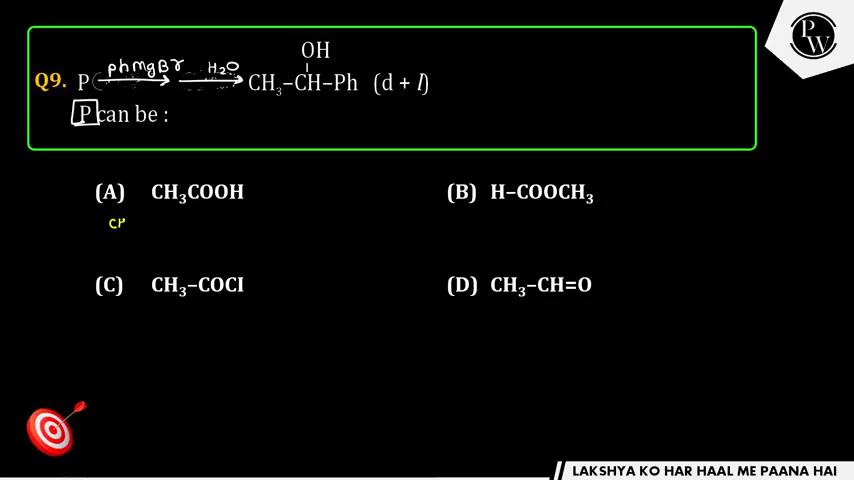 OH
phMgBr H₂O
Q9. P → → CH₃–CH–Ph (d + l)
P can be :
(A) CH₃COOH (B) H–COOCH₃
CH
(C) CH₃–COCl (D) CH₃–CH=O
PW
LAKSHYA KO HAR HAAL ME PAANA HAI